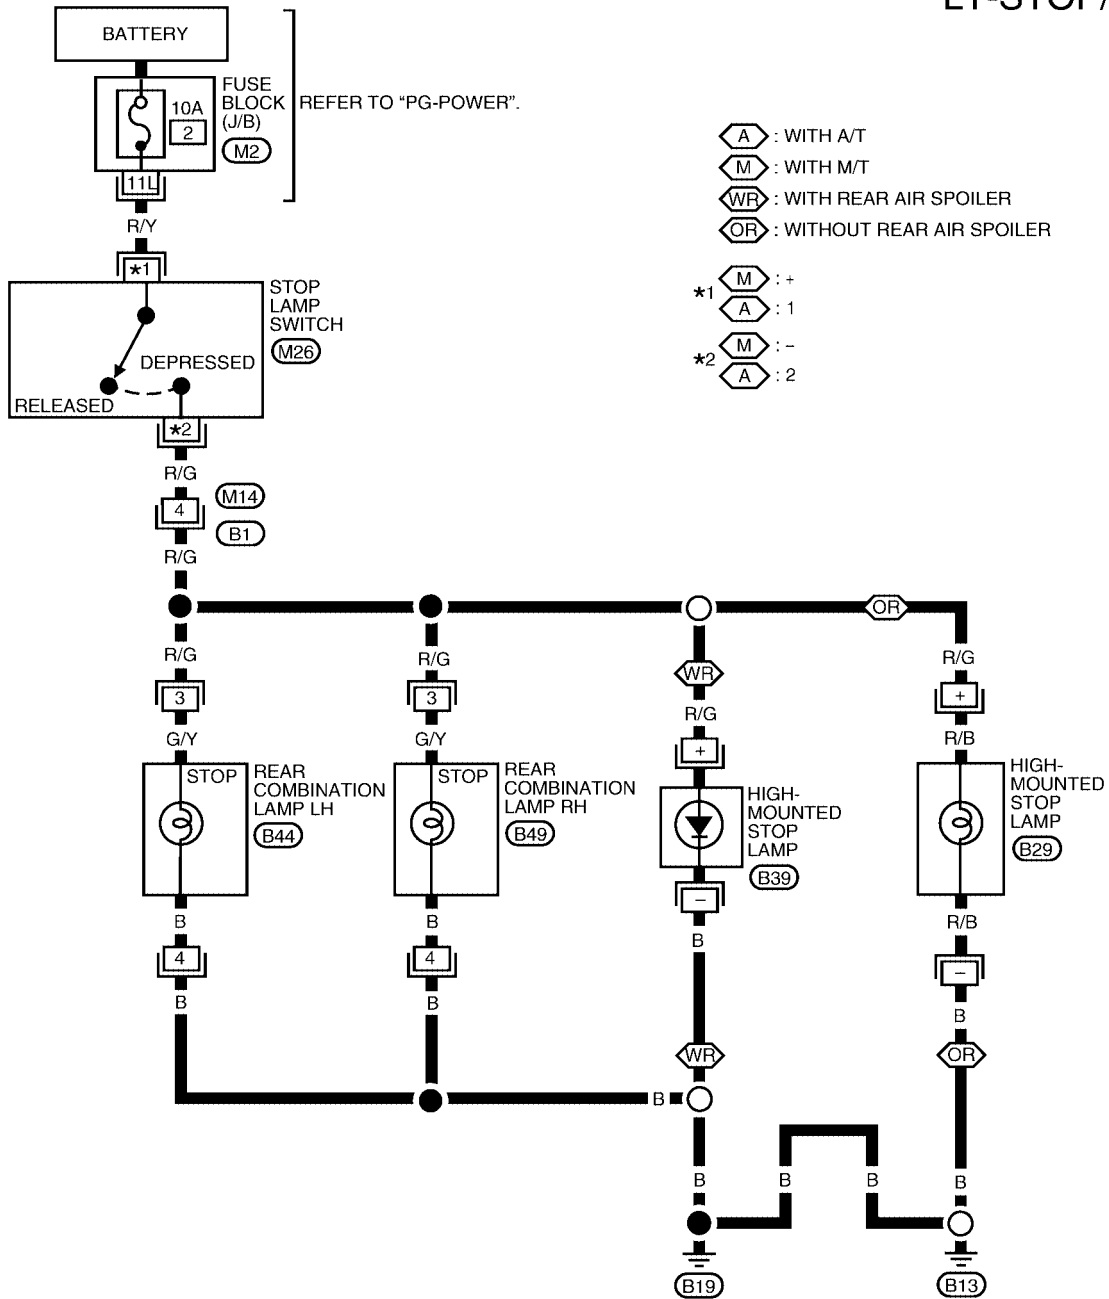 BATTERY
FUSE
BLOCK
(J/B)
M2
10A
2
REFER TO “PG-POWER”.
11L
R/Y
*1
STOP
LAMP
SWITCH
M26
DEPRESSED
RELEASED
*2
R/G
4
M14
B1
R/G
A : WITH A/T
M : WITH M/T
WR : WITH REAR AIR SPOILER
OR : WITHOUT REAR AIR SPOILER
*1
M : +
A : 1
*2
M : –
A : 2
OR
R/G
R/G
WR
R/G
3
3
R/G
+
G/Y
G/Y
+
R/B
STOP
REAR
COMBINATION
LAMP LH
B44
STOP
REAR
COMBINATION
LAMP RH
B49
HIGH-
MOUNTED
STOP
LAMP
B39
HIGH-
MOUNTED
STOP
LAMP
B29
B
B
–
B
R/B
4
4
–
B
B
B
WR
OR
B
B
B
B
B
B19
B13